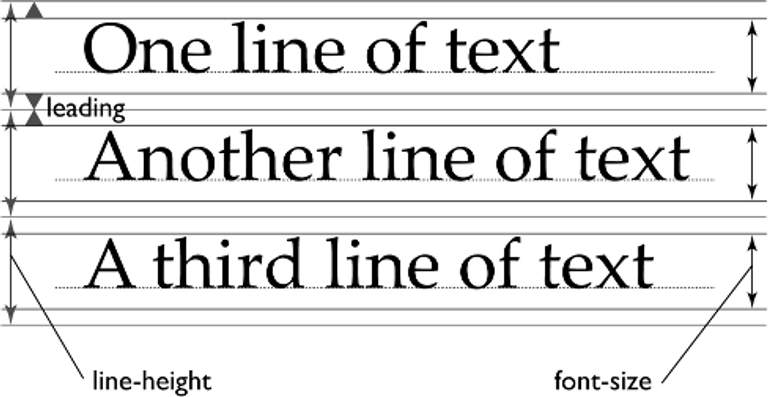 One line of text
leading
Another line of text
A third line of text
line-height
font-size